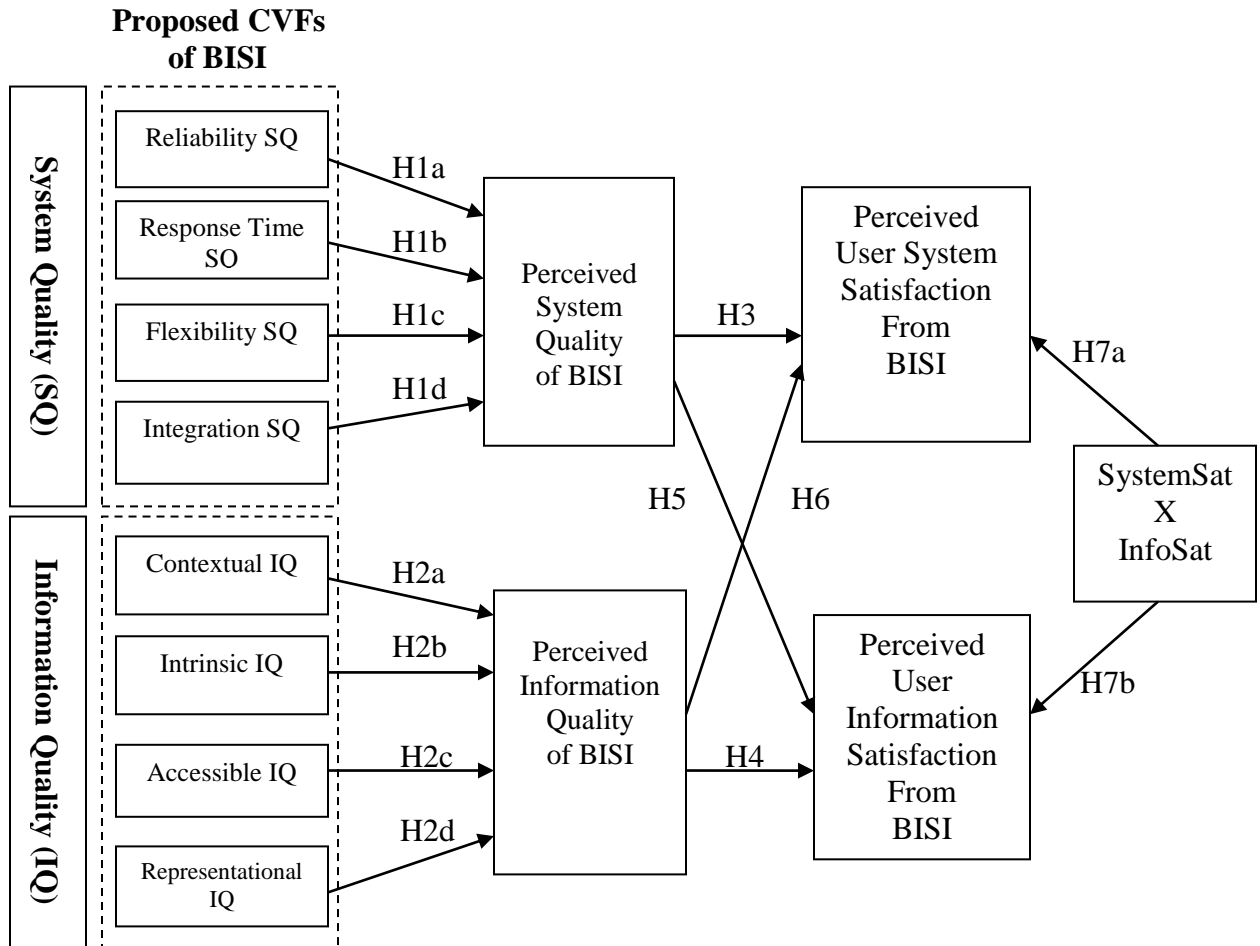 Proposed CVFs
of BISI
System Quality (SQ)
Reliability SQ
Response Time
SO
Flexibility SQ
Integration SQ
H1a
H1b
H1c
H1d
Perceived
System
Quality
of BISI
H3
H5
H6
Perceived
User System
Satisfaction
From
BISI
H7a
SystemSat
X
InfoSat
H7b
Information Quality (IQ)
Contextual IQ
Intrinsic IQ
Accessible IQ
Representational
IQ
H2a
H2b
H2c
H2d
Perceived
Information
Quality
of BISI
H4
Perceived
User
Information
Satisfaction
From
BISI